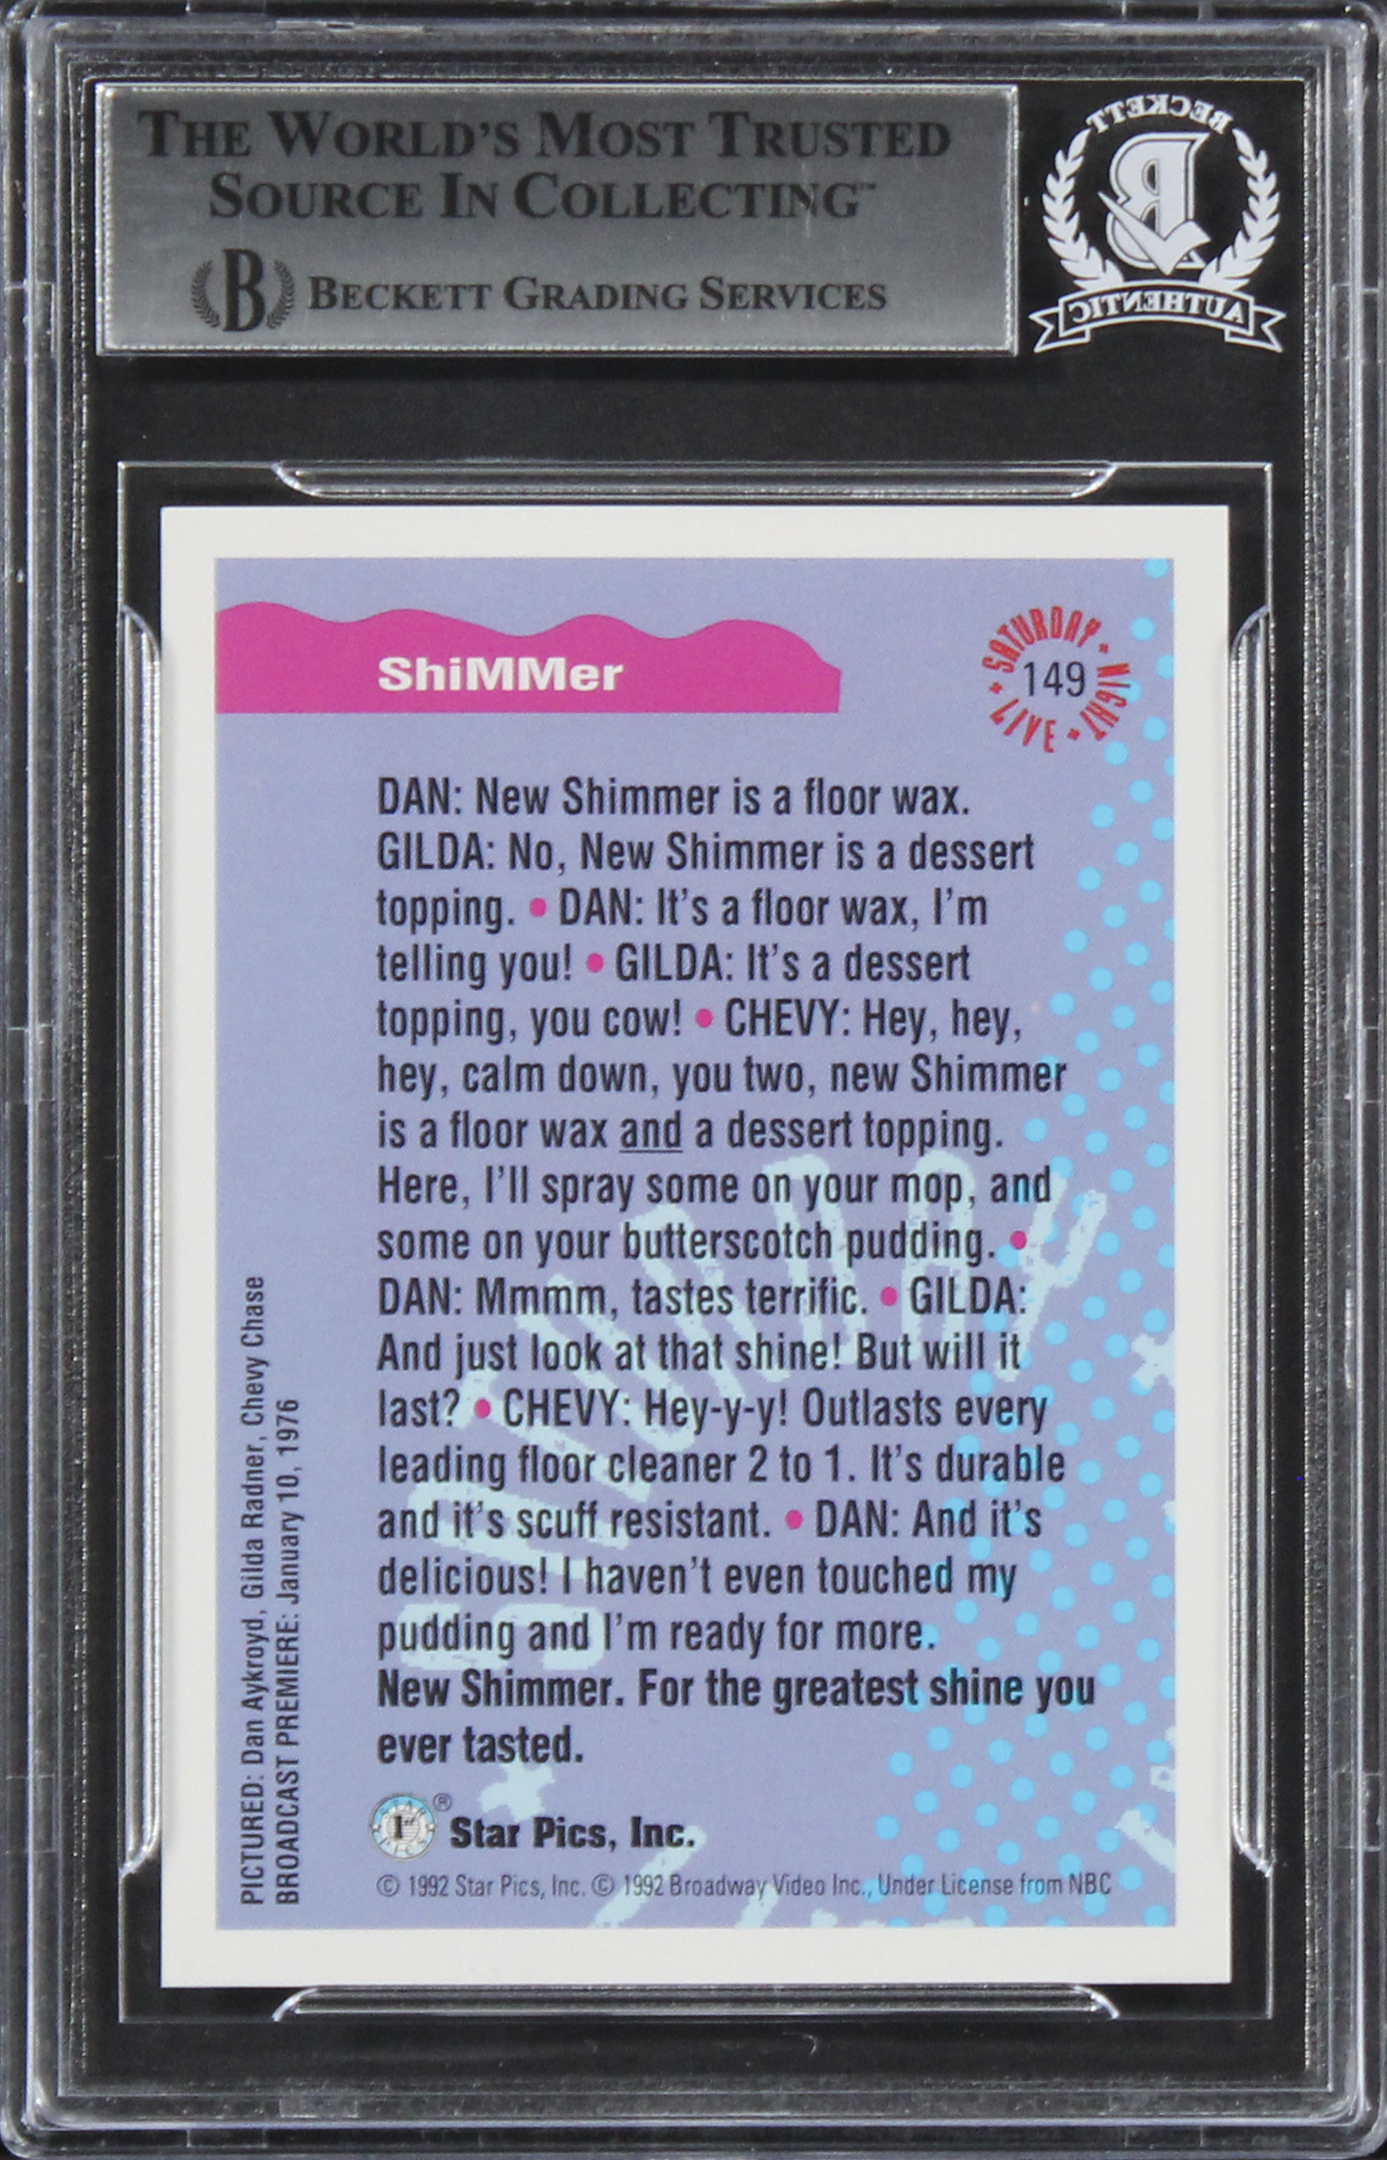 THE WORLD'S MOST TRUSTED
SOURCE IN COLLECTING™
B BECKETT GRADING SERVICES
BECKETT
B
AUTHENTIC
ShiMMer
SATURDAY • NIGHT • LIVE •
149
DAN: New Shimmer is a floor wax.
GILDA: No, New Shimmer is a dessert
topping. • DAN: It's a floor wax, I'm
telling you! • GILDA: It's a dessert
topping, you cow! • CHEVY: Hey, hey,
hey, calm down, you two, new Shimmer
is a floor wax and a dessert topping.
Here, I'll spray some on your mop, and
some on your butterscotch pudding. •
DAN: Mmmm, tastes terrific. • GILDA:
And just look at that shine! But will it
last? • CHEVY: Hey-y-y! Outlasts every
leading floor cleaner 2 to 1. It's durable
and it's scuff resistant. • DAN: And it's
delicious! I haven't even touched my
pudding and I'm ready for more.
New Shimmer. For the greatest shine you
ever tasted.
PICTURED: Dan Aykroyd, Gilda Radner, Chevy Chase
BROADCAST PREMIERE: January 10, 1976
SATURDAY
STAR PICS 1st ® Star Pics, Inc.
© 1992 Star Pics, Inc. © 1992 Broadway Video Inc., Under License from NBC